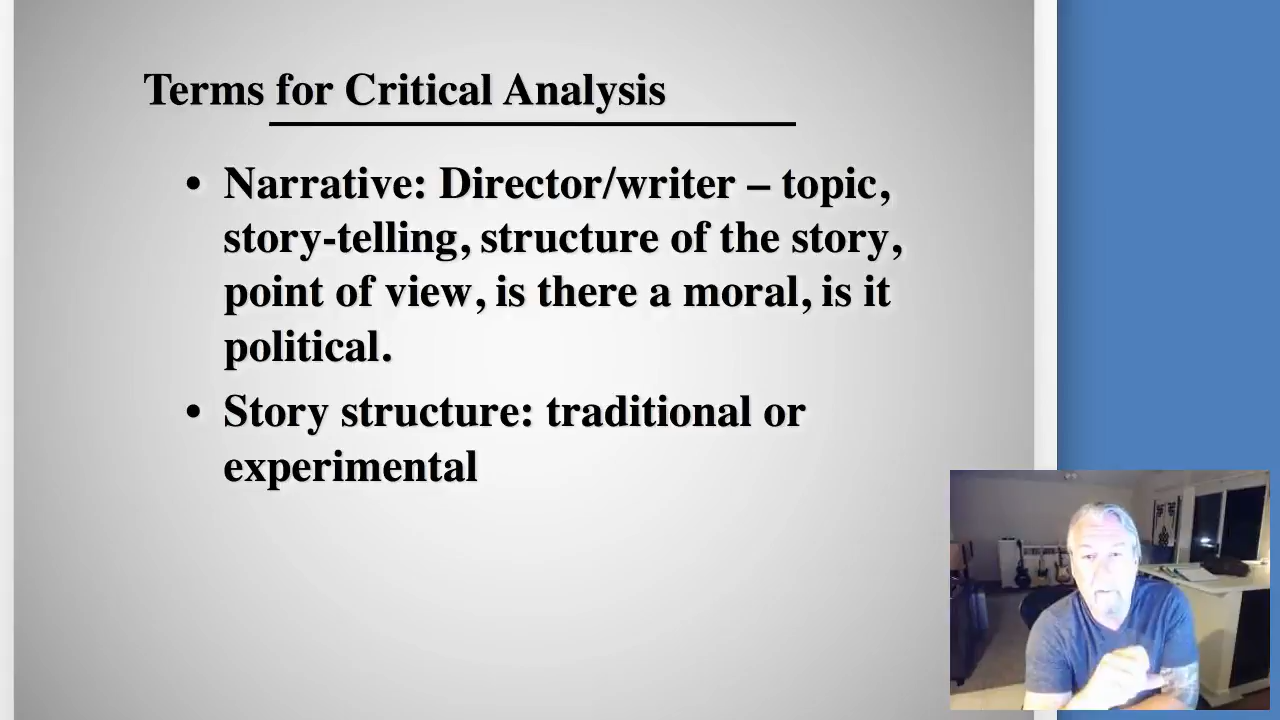 Terms for Critical Analysis
• Narrative: Director/writer – topic,
story-telling, structure of the story,
point of view, is there a moral, is it
political.
• Story structure: traditional or
experimental